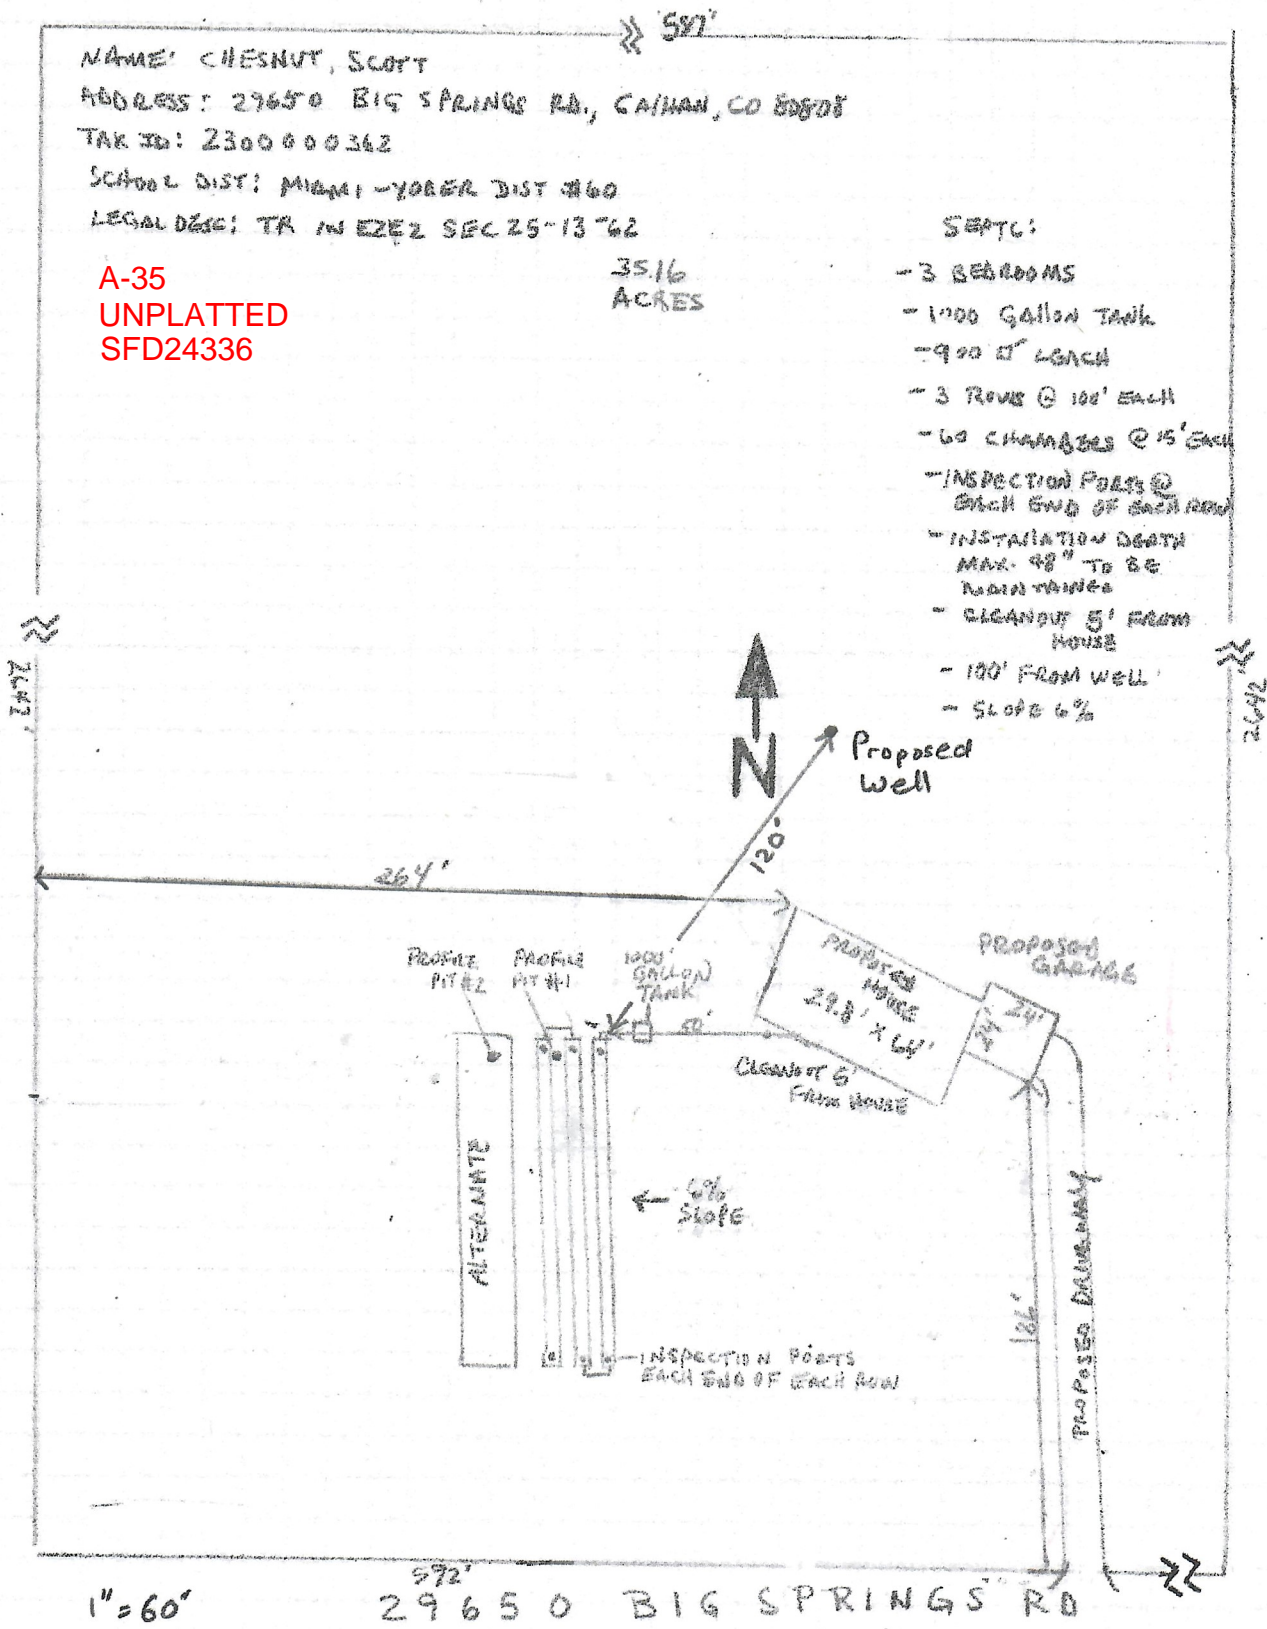 587'
NAME: CHESNUT, SCOTT
ADDRESS: 29650 BIG SPRINGS RD., CALHAN, CO 80808
TAX ID: 2300000362
SCHOOL DIST: MIAMI-YODER DIST #60
LEGAL DESC: TR IN E2E2 SEC 25-13-62
35.16
ACRES
A-35
UNPLATTED
SFD24336
SEPTC:
- 3 BEDROOMS
- 1000 GALLON TANK
- 900 LEACH
- 3 ROWS @ 100' EACH
- 60 CHAMBERS @ 15' EACH
- INSPECTION PORTS @
EACH END OF EACH ROW
- INSTALLATION DEPTH
MAX. 48" TO BE
MAINTAINED
- CLEANOUT 5' FROM
HOUSE
- 100' FROM WELL
- SLOPE 6%
2642'
2642
N
Proposed
Well
120'
264'
PROFILE
PIT #2
PROFILE
PIT #1
1000
GALLON
TANK
50'
PROPOSED
HOUSE
29.8' X 64'
PROPOSED
GARAGE
24'
24'
CLEANOUT 5'
FROM HOUSE
ALTERNATE
6%
SLOPE
INSPECTION PORTS
EACH END OF EACH ROW
186'
PROPOSED DRIVEWAY
592'
1"=60'
29650 BIG SPRINGS RD